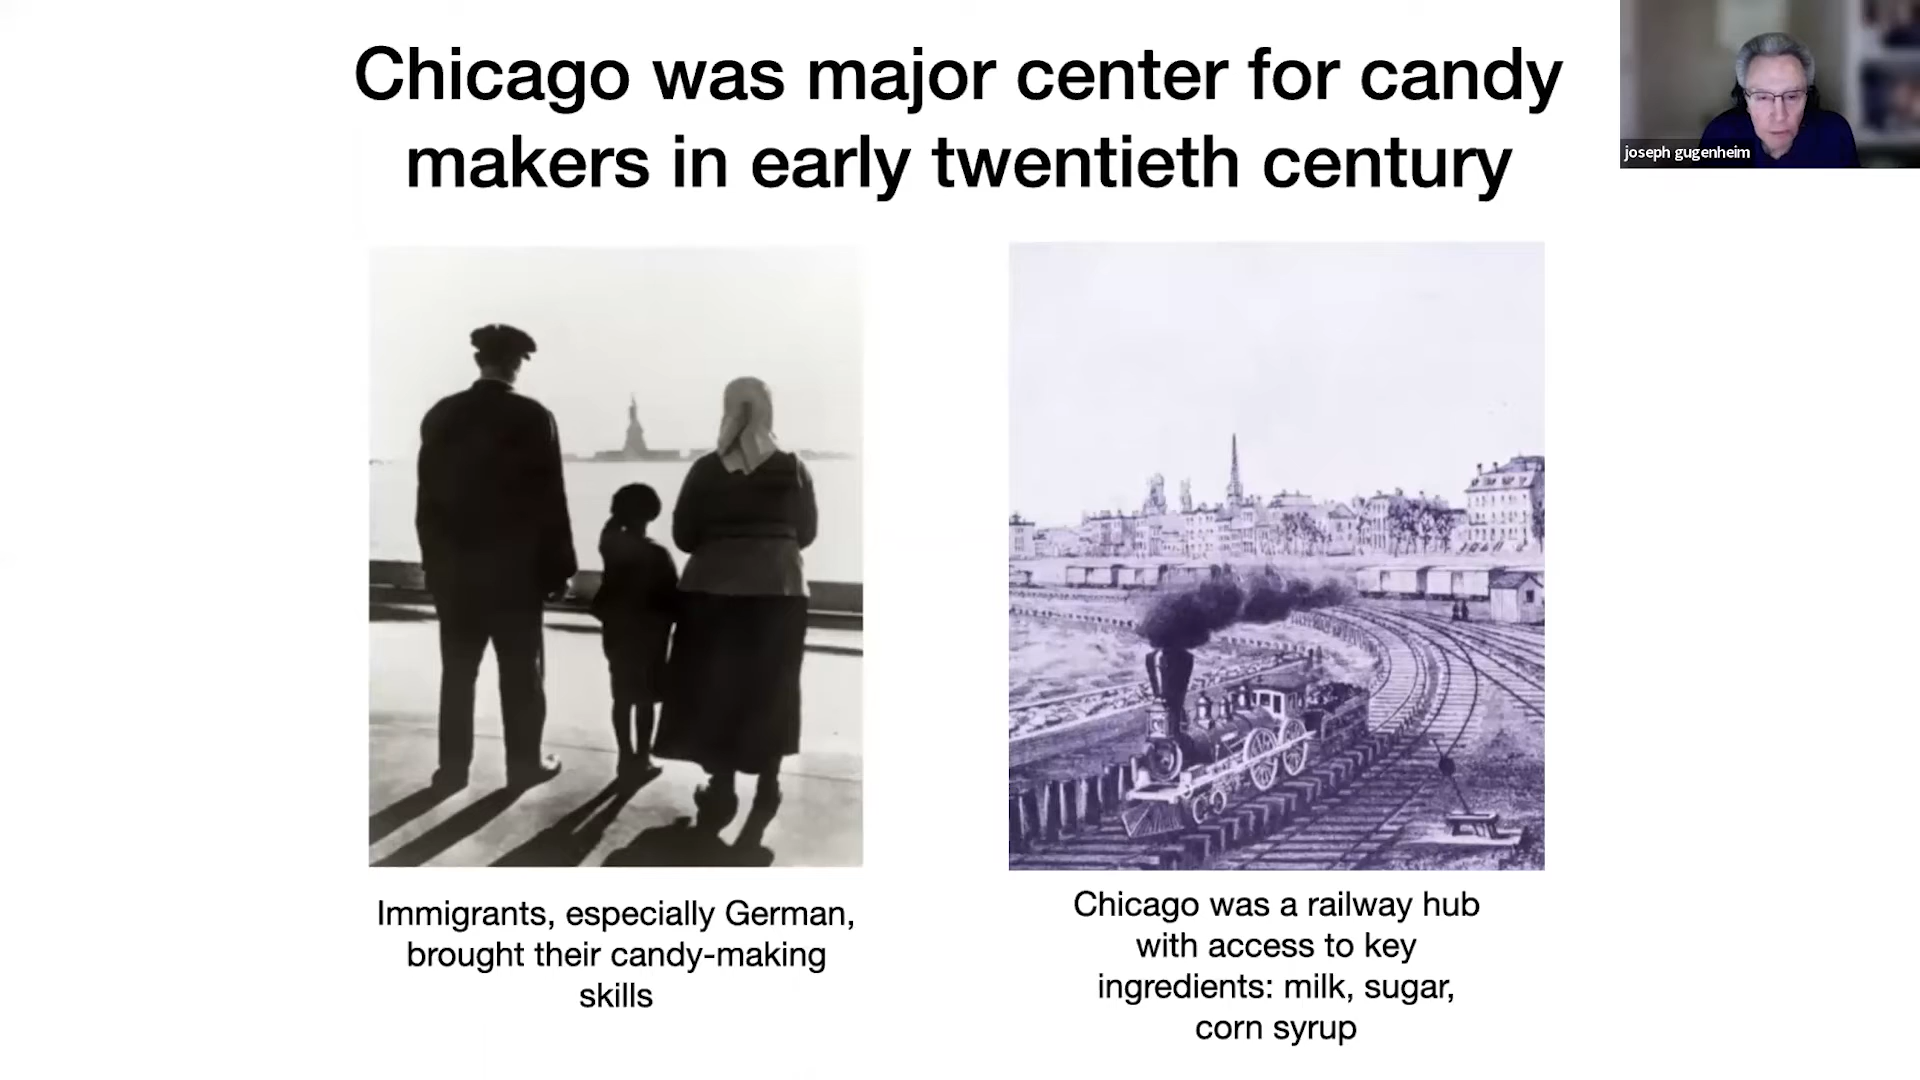 Chicago was major center for candy
makers in early twentieth century
joseph gugenheim
Immigrants, especially German,
brought their candy-making
skills
Chicago was a railway hub
with access to key
ingredients: milk, sugar,
corn syrup